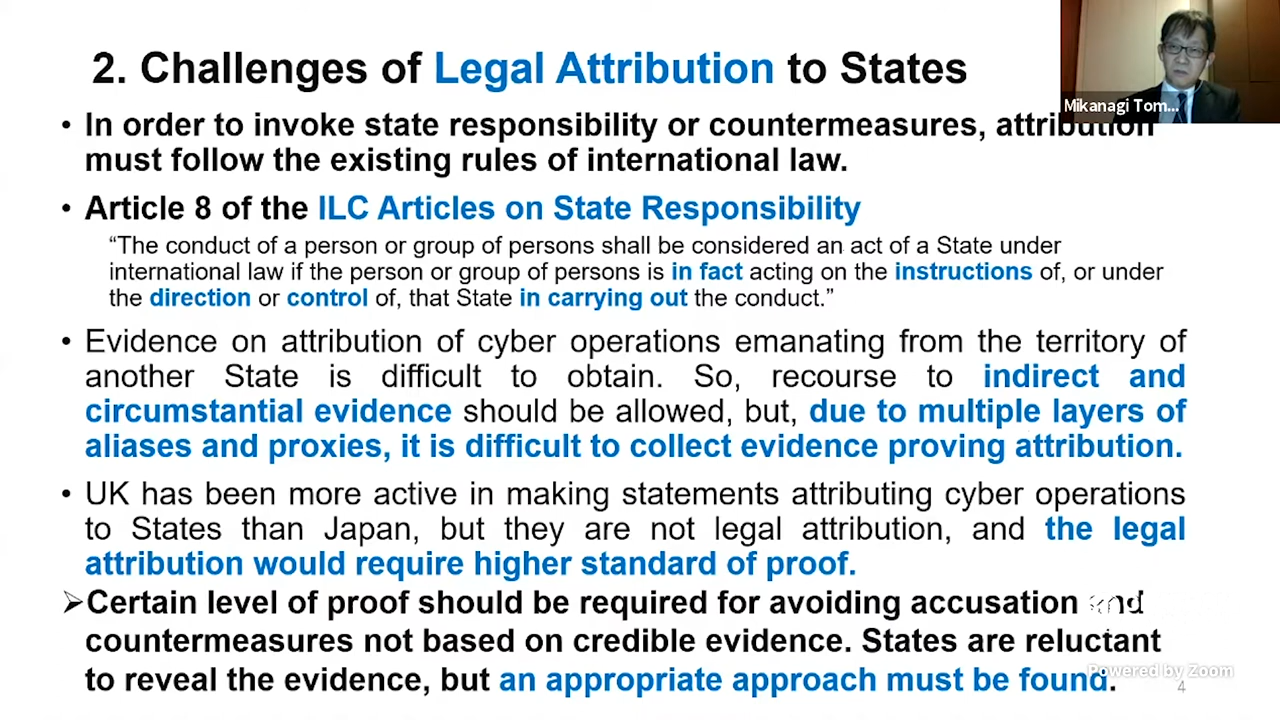 2. Challenges of Legal Attribution to States
Mikanagi Tom...
• In order to invoke state responsibility or countermeasures, attribution
must follow the existing rules of international law.
• Article 8 of the ILC Articles on State Responsibility
“The conduct of a person or group of persons shall be considered an act of a State under
international law if the person or group of persons is in fact acting on the instructions of, or under
the direction or control of, that State in carrying out the conduct.”
• Evidence on attribution of cyber operations emanating from the territory of
another State is difficult to obtain. So, recourse to indirect and
circumstantial evidence should be allowed, but, due to multiple layers of
aliases and proxies, it is difficult to collect evidence proving attribution.
• UK has been more active in making statements attributing cyber operations
to States than Japan, but they are not legal attribution, and the legal
attribution would require higher standard of proof.
➢Certain level of proof should be required for avoiding accusation and
countermeasures not based on credible evidence. States are reluctant
to reveal the evidence, but an appropriate approach must be found.
Powered by Zoom
4